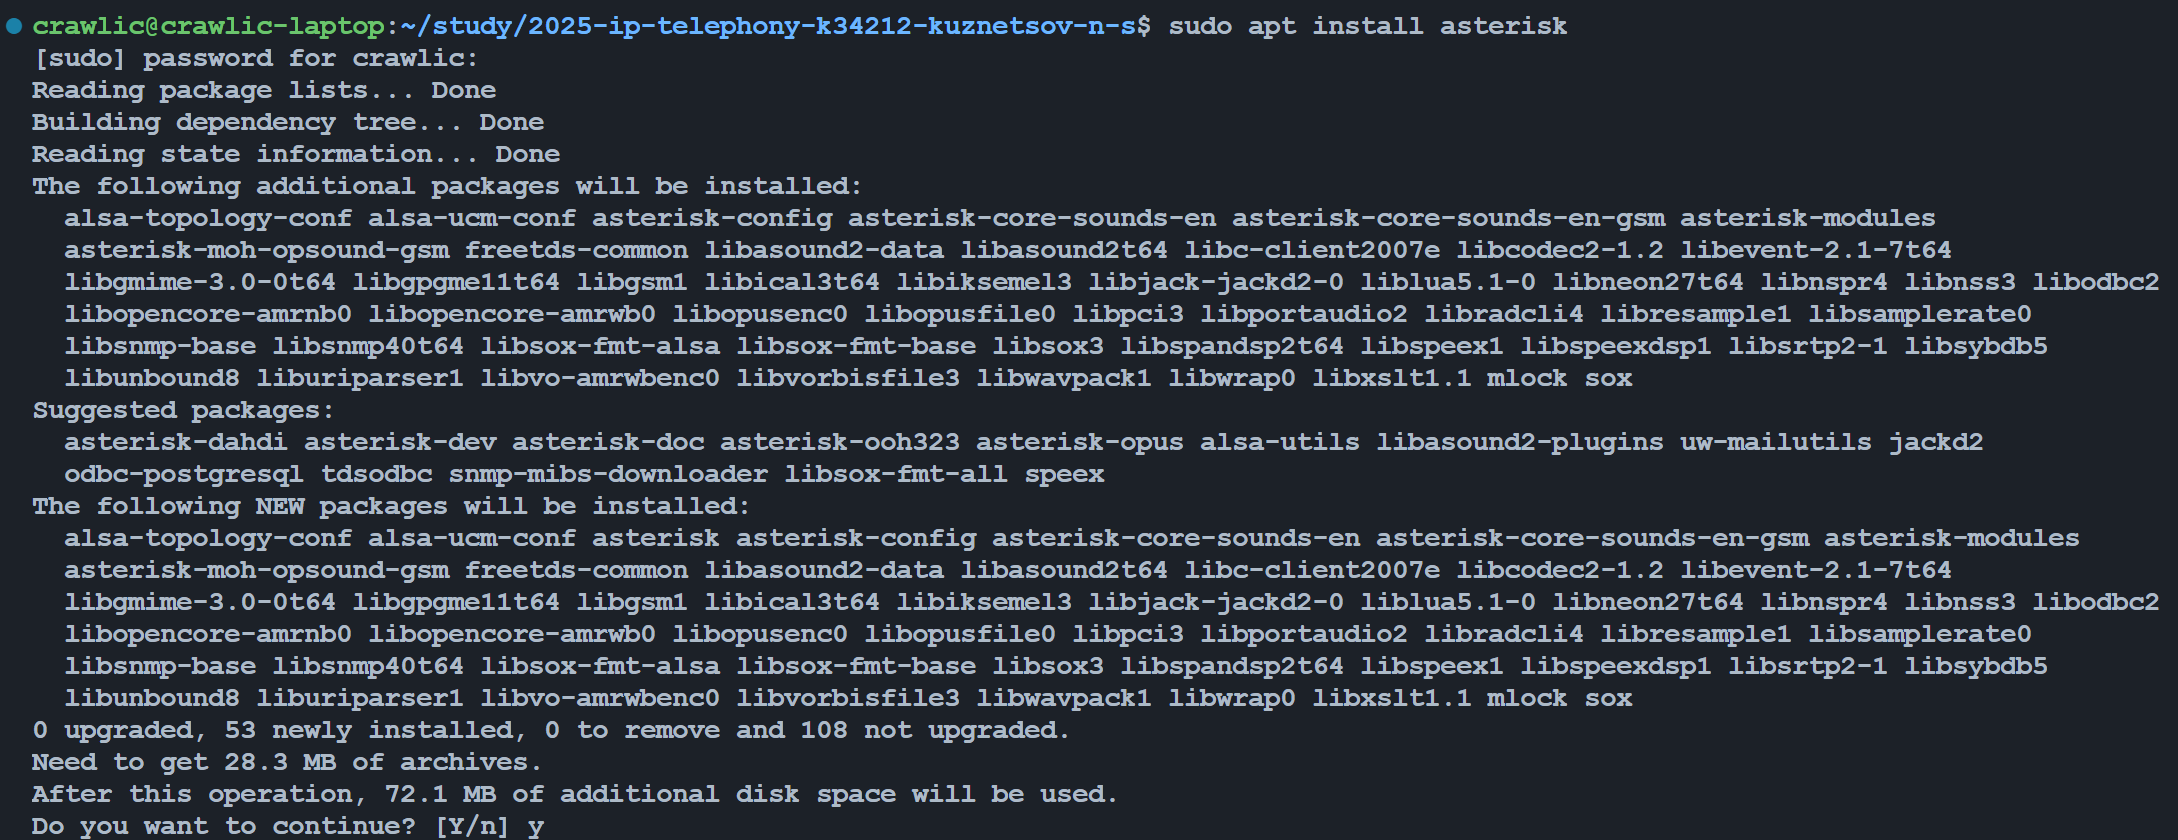 crawlic@crawlic-laptop:~/study/2025-ip-telephony-k34212-kuznetsov-n-s$ sudo apt install asterisk
[sudo] password for crawlic:
Reading package lists... Done
Building dependency tree... Done
Reading state information... Done
The following additional packages will be installed:
  alsa-topology-conf alsa-ucm-conf asterisk-config asterisk-core-sounds-en asterisk-core-sounds-en-gsm asterisk-modules
  asterisk-moh-opsound-gsm freetds-common libasound2-data libasound2t64 libc-client2007e libcodec2-1.2 libevent-2.1-7t64
  libgmime-3.0-0t64 libgpgme11t64 libgsm1 libical3t64 libiksemel3 libjack-jackd2-0 liblua5.1-0 libneon27t64 libnspr4 libnss3 libodbc2
  libopencore-amrnb0 libopencore-amrwb0 libopusenc0 libopusfile0 libpci3 libportaudio2 libradcli4 libresample1 libsamplerate0
  libsnmp-base libsnmp40t64 libsox-fmt-alsa libsox-fmt-base libsox3 libspandsp2t64 libspeex1 libspeexdsp1 libsrtp2-1 libsybdb5
  libunbound8 liburiparser1 libvo-amrwbenc0 libvorbisfile3 libwavpack1 libwrap0 libxslt1.1 mlock sox
Suggested packages:
  asterisk-dahdi asterisk-dev asterisk-doc asterisk-ooh323 asterisk-opus alsa-utils libasound2-plugins uw-mailutils jackd2
  odbc-postgresql tdsodbc snmp-mibs-downloader libsox-fmt-all speex
The following NEW packages will be installed:
  alsa-topology-conf alsa-ucm-conf asterisk asterisk-config asterisk-core-sounds-en asterisk-core-sounds-en-gsm asterisk-modules
  asterisk-moh-opsound-gsm freetds-common libasound2-data libasound2t64 libc-client2007e libcodec2-1.2 libevent-2.1-7t64
  libgmime-3.0-0t64 libgpgme11t64 libgsm1 libical3t64 libiksemel3 libjack-jackd2-0 liblua5.1-0 libneon27t64 libnspr4 libnss3 libodbc2
  libopencore-amrnb0 libopencore-amrwb0 libopusenc0 libopusfile0 libpci3 libportaudio2 libradcli4 libresample1 libsamplerate0
  libsnmp-base libsnmp40t64 libsox-fmt-alsa libsox-fmt-base libsox3 libspandsp2t64 libspeex1 libspeexdsp1 libsrtp2-1 libsybdb5
  libunbound8 liburiparser1 libvo-amrwbenc0 libvorbisfile3 libwavpack1 libwrap0 libxslt1.1 mlock sox
0 upgraded, 53 newly installed, 0 to remove and 108 not upgraded.
Need to get 28.3 MB of archives.
After this operation, 72.1 MB of additional disk space will be used.
Do you want to continue? [Y/n] y